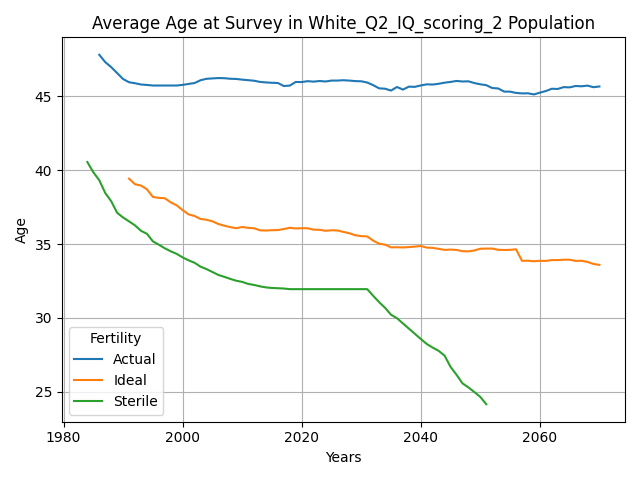 Average Age at Survey in White_Q2_IQ_scoring_2 Population
Age
45
40
35
30
25
Fertility
Actual
Ideal
Sterile
1980
2000
2020
2040
2060
Years